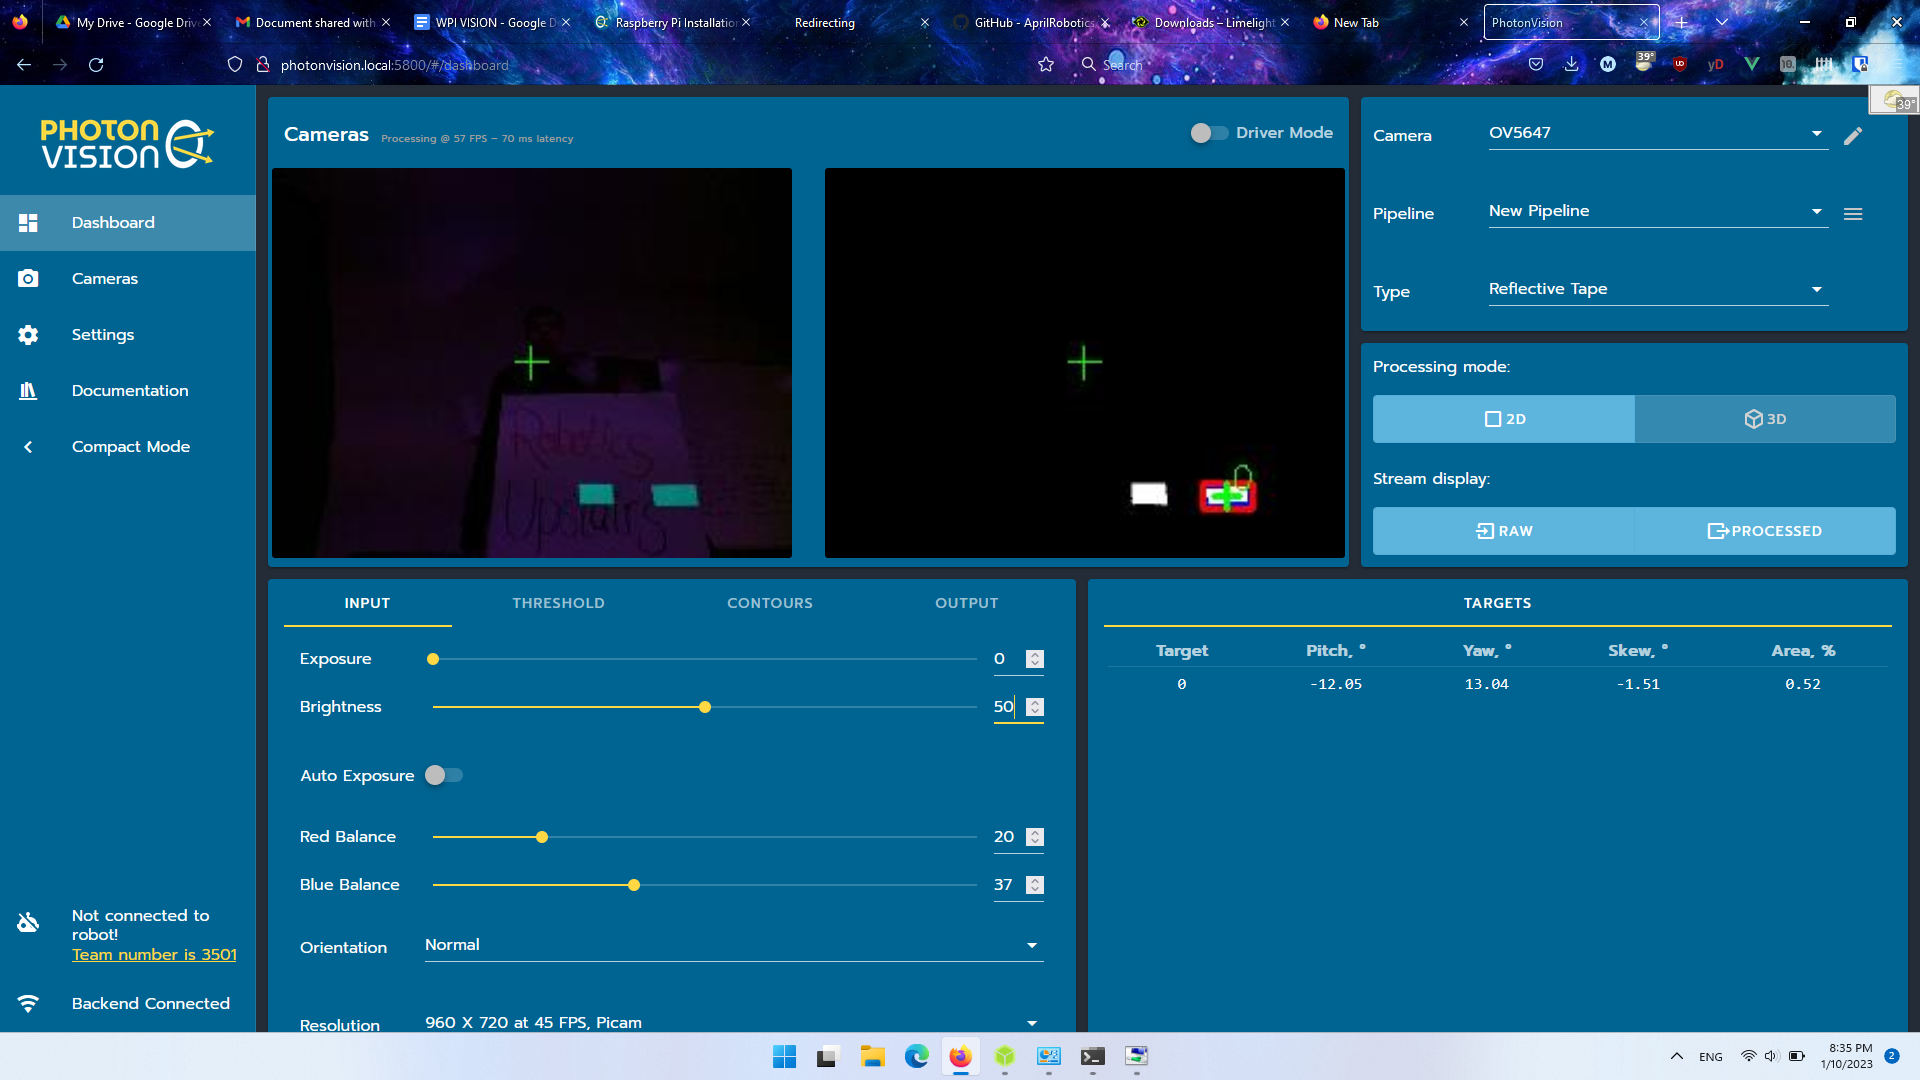 My Drive - Google Driv
Document shared with
WPI VISION - Google D
Raspberry Pi Installation
Redirecting
GitHub - AprilRobotics
Downloads – Limelight
New Tab
PhotonVision
photonvision.local:5800/#/dashboard
Search
39°
39°
PHOTON
VISION
Dashboard
Cameras
Settings
Documentation
Compact Mode
Not connected to
robot!
Team number is 3501
Backend Connected
Cameras Processing @ 57 FPS – 70 ms latency
Driver Mode
Robotics
Upstairs
Camera OV5647
Pipeline New Pipeline
Type Reflective Tape
Processing mode:
2D 3D
Stream display:
RAW PROCESSED
INPUT THRESHOLD CONTOURS OUTPUT
Exposure 0
Brightness 50
Auto Exposure
Red Balance 20
Blue Balance 37
Orientation Normal
Resolution 960 X 720 at 45 FPS, Picam
TARGETS
Target Pitch, ° Yaw, ° Skew, ° Area, %
0 -12.05 13.04 -1.51 0.52
ENG
8:35 PM
1/10/2023
2